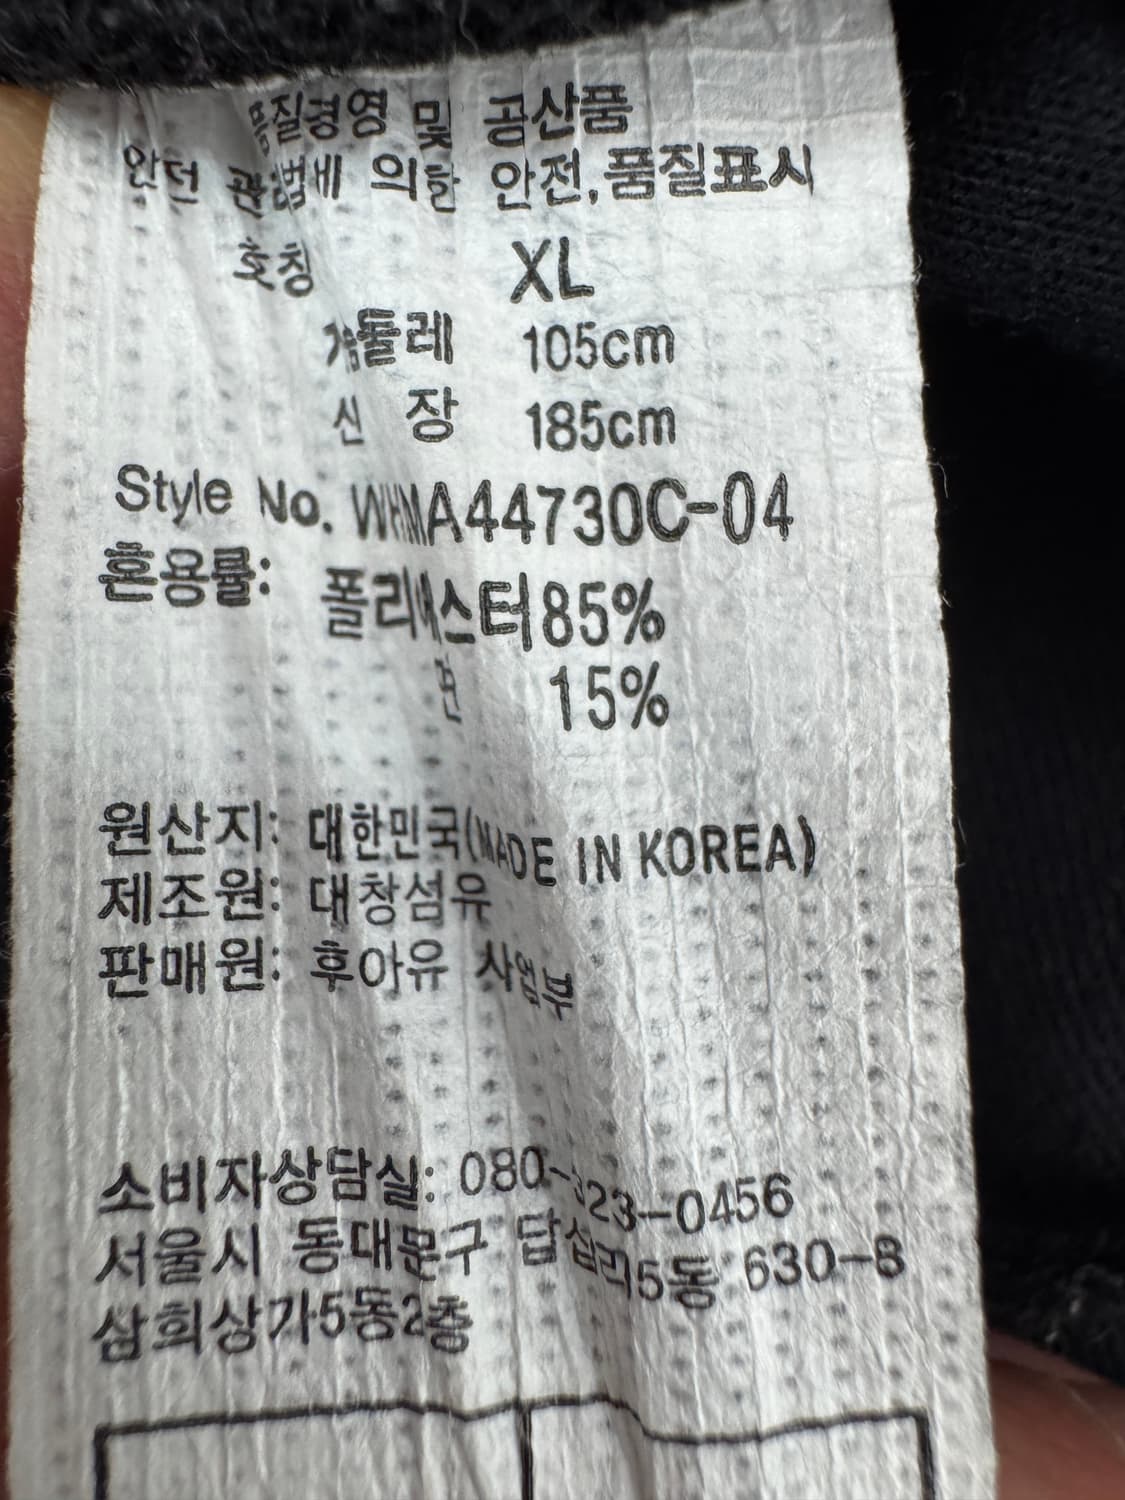 품질경영 및 공산품
안전 관리법에 의한 안전,품질표시
호칭 XL
가슴둘레 105cm
신 장 185cm
Style No. WHMA44730C-04
혼용률: 폴리에스터85%
면 15%
원산지: 대한민국(MADE IN KOREA)
제조원: 대창섬유
판매원: 후아유 사업부
소비자상담실: 080- -0456
서울시 동대문구 답십리5동 630-8
삼희상가5동2층